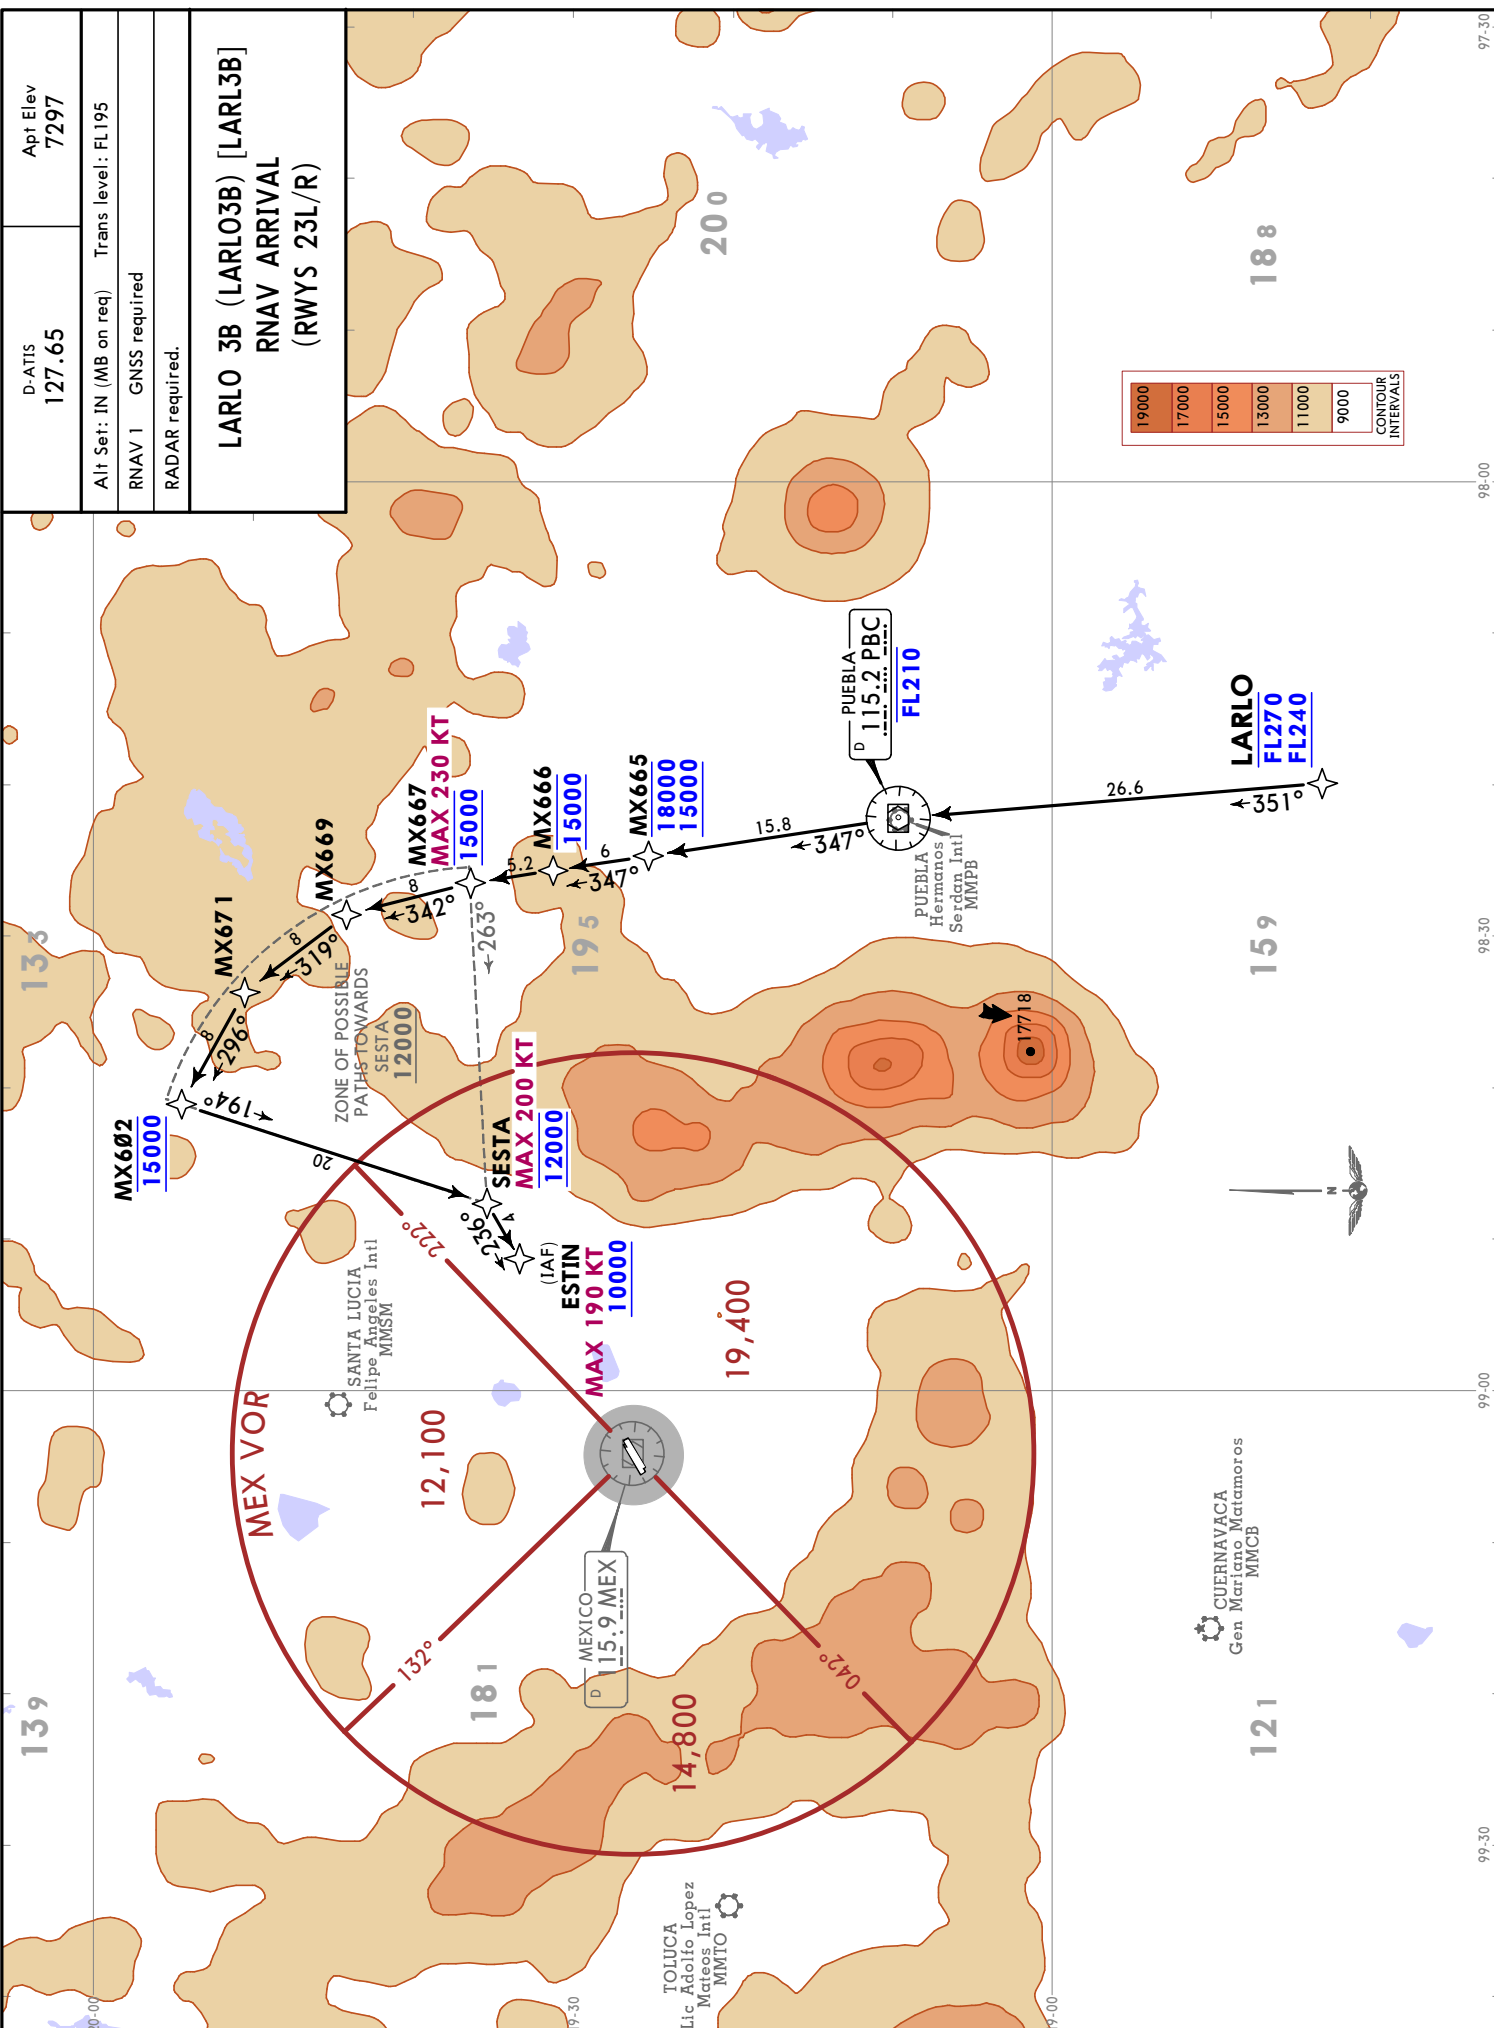 D-ATIS
127.65
Apt Elev
7297
Alt Set: IN (MB on req) Trans level: FL195
RNAV 1 GNSS required
RADAR required.
LARLO 3B (LARLO3B) [LARL3B]
RNAV ARRIVAL
(RWYS 23L/R)
139
133
MX6Ø2
15000
MX671
MX669
MX667
MAX 230 KT
15000
MX666
15000
MX665
18000
15000
8
296°
8
319°
8
342°
5.2
6
347°
15.8
347°
194°
20
263°
ZONE OF POSSIBLE
PATHS TOWARDS
SESTA
12000
SESTA
MAX 200 KT
12000
236°
4
(IAF)
ESTIN
MAX 190 KT
10000
PUEBLA
D 115.2 PBC
FL210
PUEBLA
Hermanos
Serdan Intl
MMPB
26.6
351°
LARLO
FL270
FL240
MEX VOR
222°
132°
042°
12,100
19,400
14,800
SANTA LUCIA
Felipe Angeles Intl
MMSM
MEXICO
D 115.9 MEX
TOLUCA
Lic Adolfo Lopez
Mateos Intl
MMTO
CUERNAVACA
Gen Mariano Matamoros
MMCB
17718
181
195
200
121
159
188
N
19000
17000
15000
13000
11000
9000
CONTOUR
INTERVALS
20-00
9-30
9-00
99-30
99-00
98-30
98-00
97-30